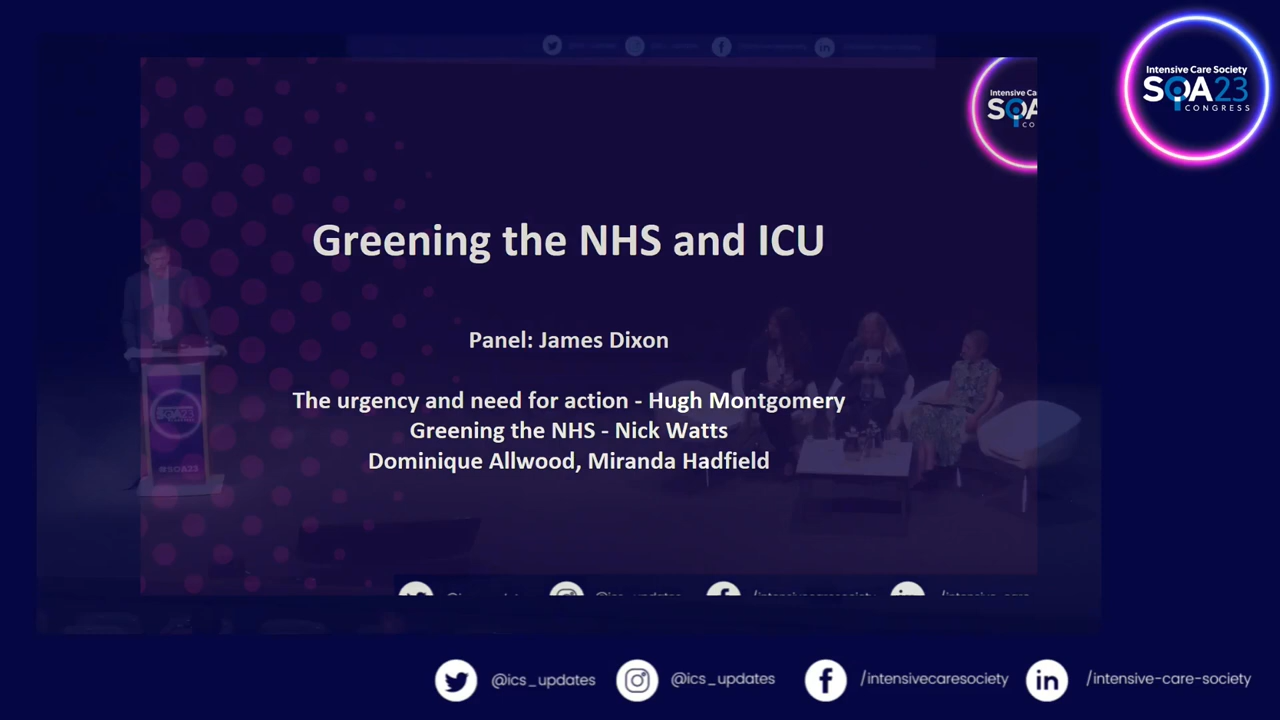 Intensive Care Society
SOA23
CONGRESS
Greening the NHS and ICU
Panel: James Dixon
The urgency and need for action - Hugh Montgomery
Greening the NHS - Nick Watts
Dominique Allwood, Miranda Hadfield
#SOA23
@ics_updates
@ics_updates
/intensivecaresociety
/intensive-care-society